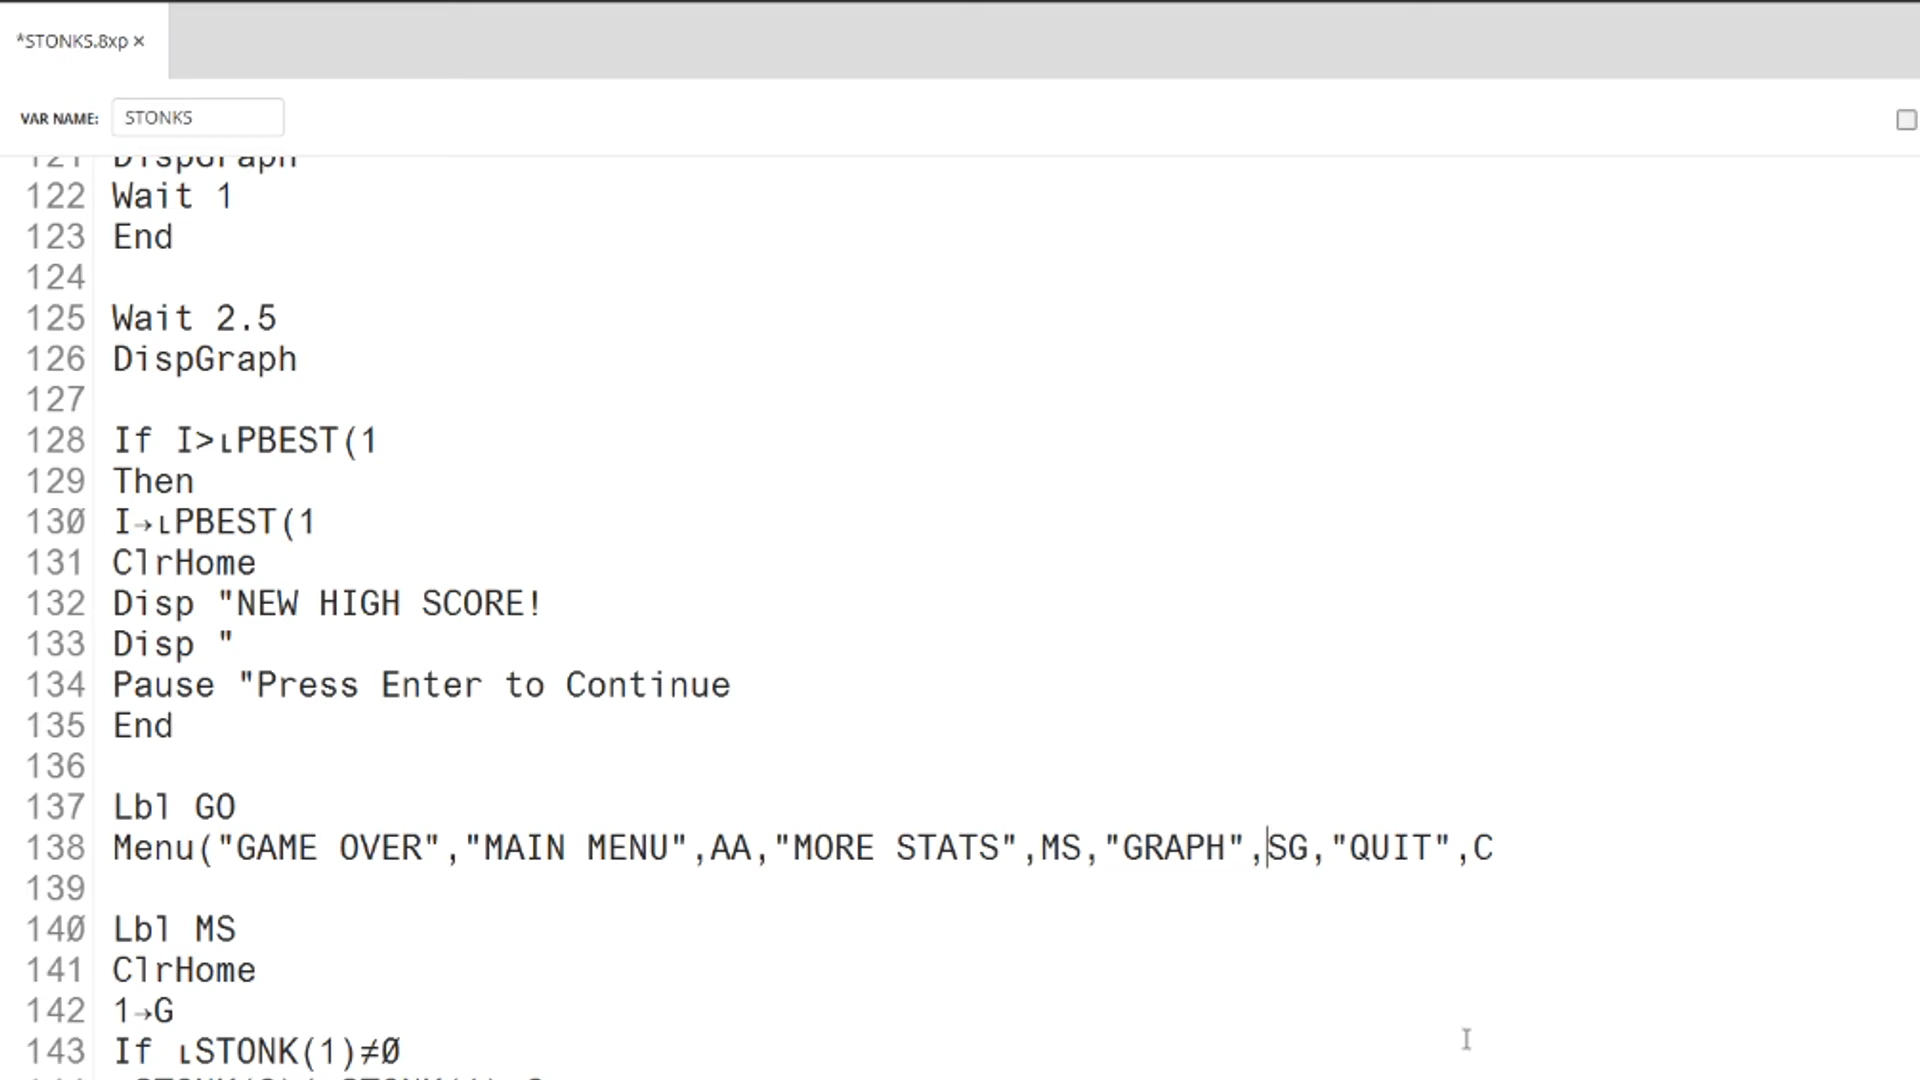 *STONKS.8xp ×
VAR NAME: STONKS
121 DispGraph
122 Wait 1
123 End
124
125 Wait 2.5
126 DispGraph
127
128 If I>ʟPBEST(1
129 Then
130 I→ʟPBEST(1
131 ClrHome
132 Disp "NEW HIGH SCORE!
133 Disp "
134 Pause "Press Enter to Continue
135 End
136
137 Lbl GO
138 Menu("GAME OVER","MAIN MENU",AA,"MORE STATS",MS,"GRAPH",SG,"QUIT",C
139
140 Lbl MS
141 ClrHome
142 1→G
143 If ʟSTONK(1)≠0